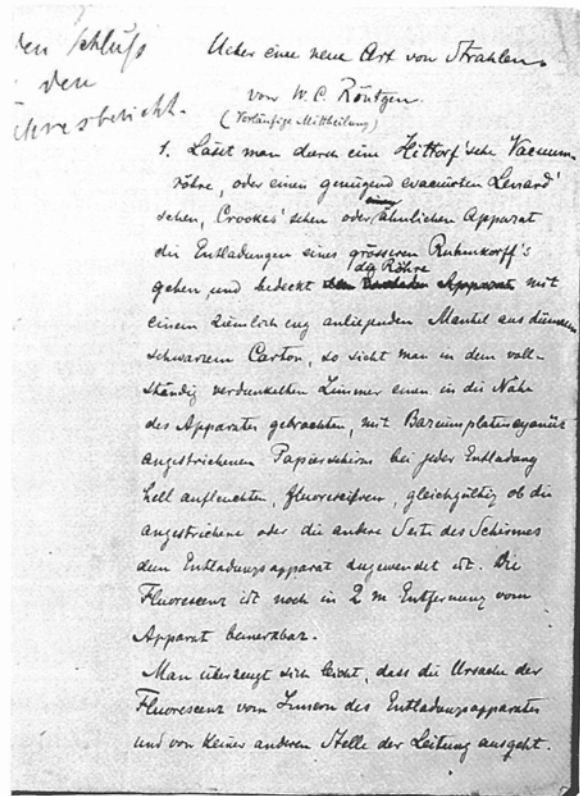 den Schluß
den
Jahresbericht.
Ueber eine neue Art von Strahlen.
von W. C. Röntgen.
(Vorläufige Mittheilung)
1. Lässt man durch eine Hittorf'sche Vacuum-
röhre, oder einen genügend evacuirten Lenard'
schen, Crookes'schen oder ähnlichen Apparat
die Entladungen eines grösseren Ruhmkorff's
gehen, und bedeckt die Röhre mit
einem ziemlich eng anliegenden Mantel aus dünnem
schwarzem Carton, so sieht man in dem voll-
ständig verdunkelten Zimmer einen in die Nähe
des Apparates gebrachten, mit Bariumplatincyanür
angestrichenen Papierschirm bei jeder Entladung
hell aufleuchten, fluoresciren, gleichgültig ob die
angestrichene oder die andere Seite des Schirmes
dem Entladungsapparat zugewendet ist. Die
Fluorescenz ist noch in 2 m Entfernung vom
Apparat bemerkbar.
Man überzeugt sich leicht, dass die Ursache der
Fluorescenz vom Innern des Entladungsapparates
und von keiner anderen Stelle der Leitung ausgeht.